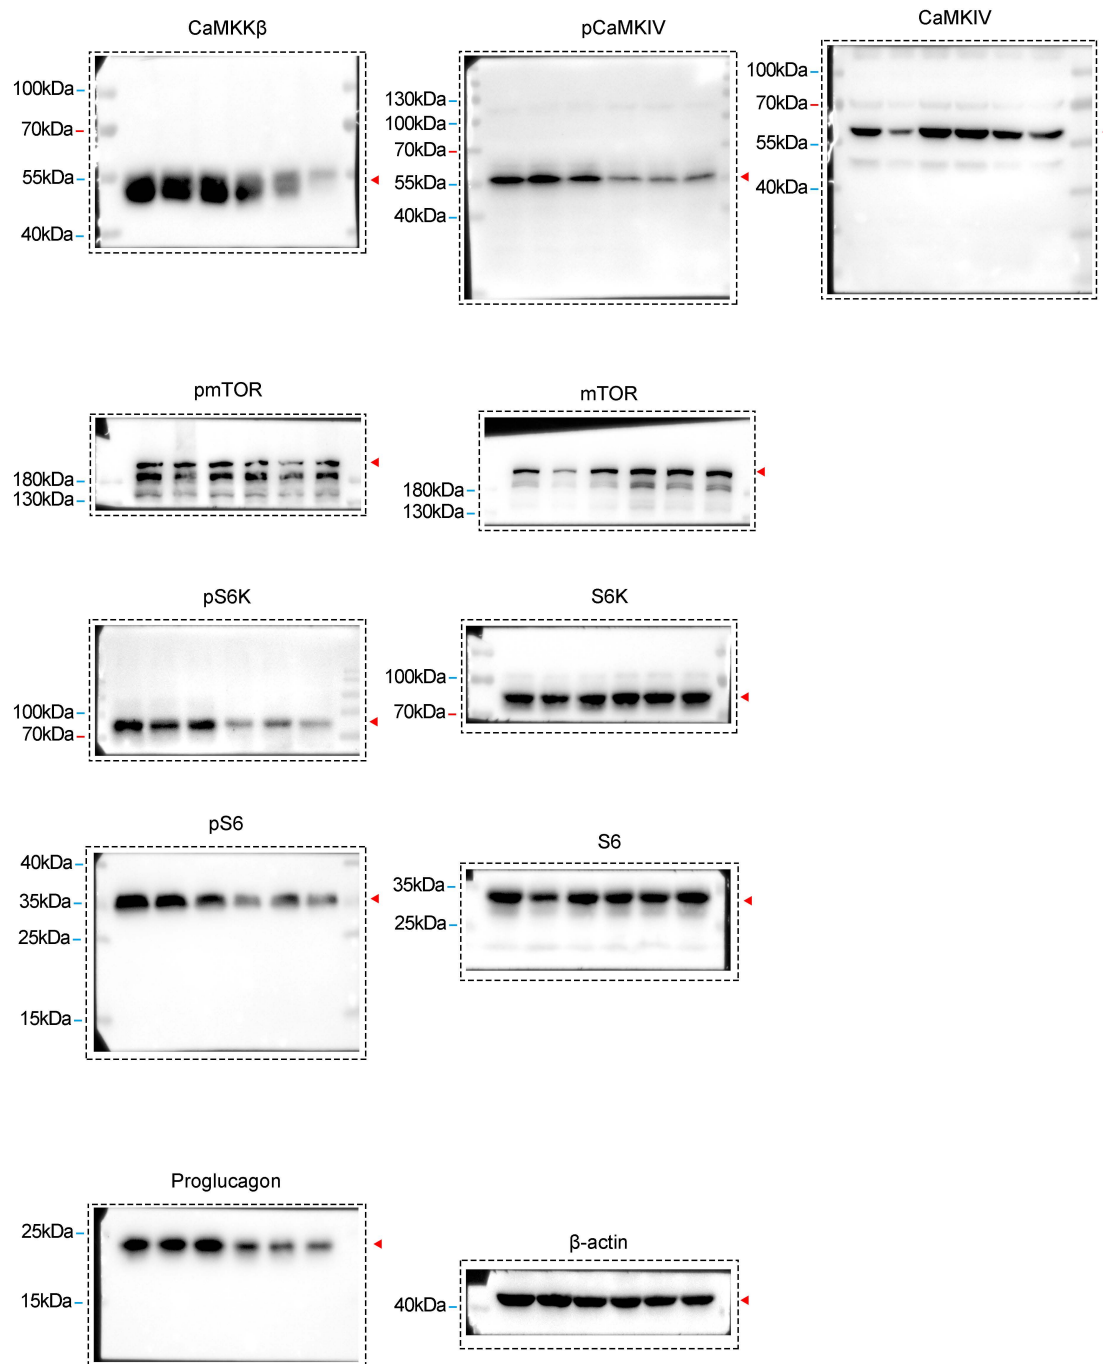 CaMKKβ
100kDa
70kDa
55kDa
40kDa
pCaMKIV
130kDa
100kDa
70kDa
55kDa
40kDa
CaMKIV
100kDa
70kDa
55kDa
40kDa
pmTOR
180kDa
130kDa
mTOR
180kDa
130kDa
pS6K
100kDa
70kDa
S6K
100kDa
70kDa
pS6
40kDa
35kDa
25kDa
15kDa
S6
35kDa
25kDa
Proglucagon
25kDa
15kDa
β-actin
40kDa